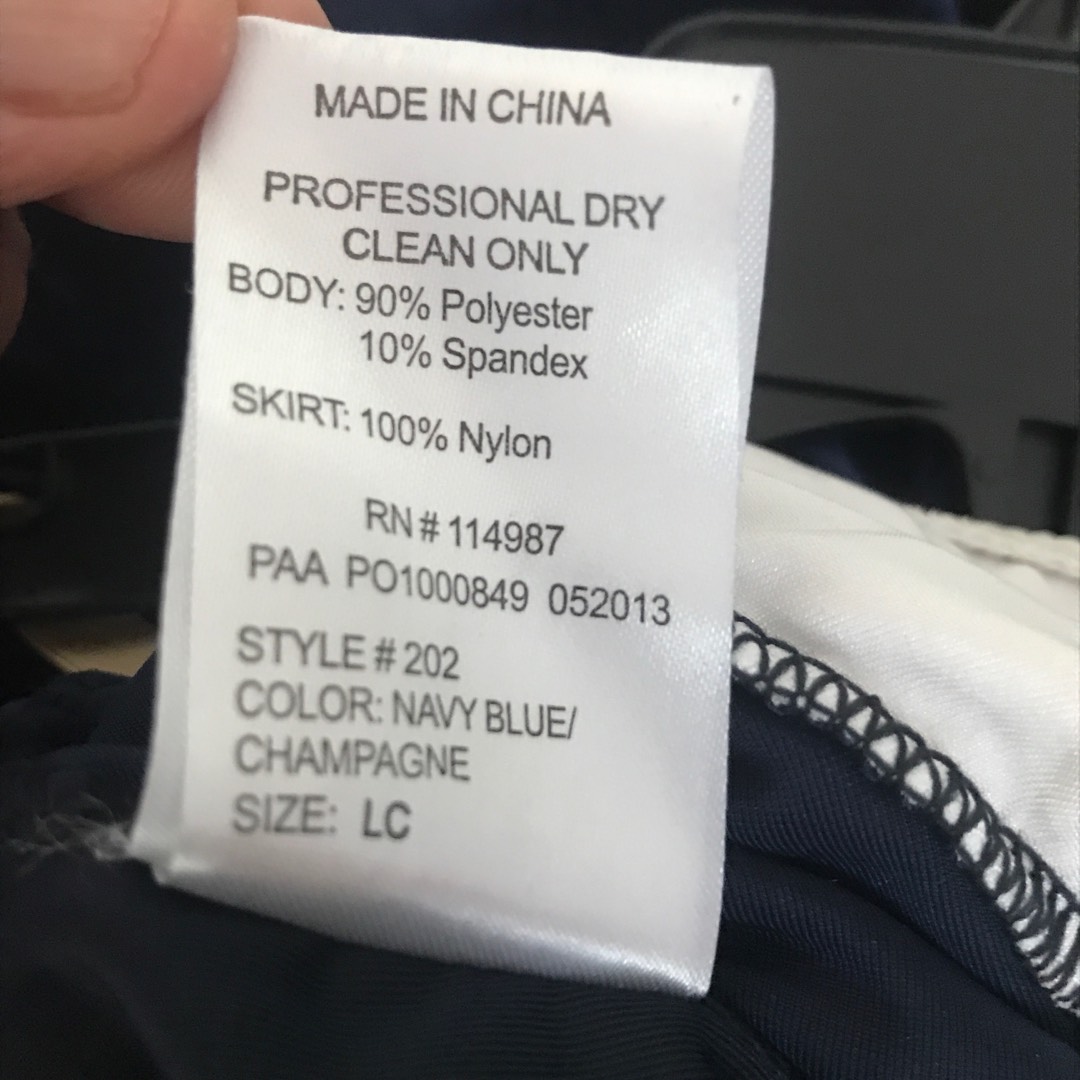 MADE IN CHINA
PROFESSIONAL DRY
CLEAN ONLY
BODY: 90% Polyester
10% Spandex
SKIRT: 100% Nylon
RN# 114987
PAA PO1000849 052013
STYLE # 202
COLOR: NAVY BLUE/
CHAMPAGNE
SIZE: LC